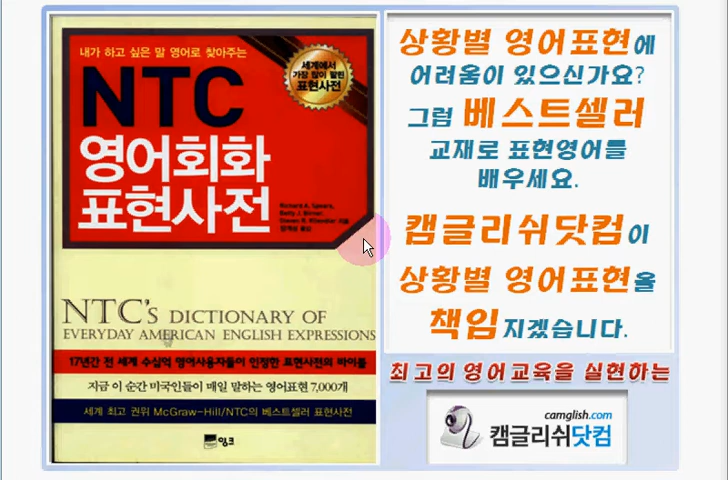 내가 하고 싶은 말 영어로 찾아주는
세계에서
가장 많이 팔린
표현사전
NTC
영어회화
표현사전
Richard A. Spears,
Betty J. Birner,
Steven R. Kleedler 지음
NTC's DICTIONARY OF
EVERYDAY AMERICAN ENGLISH EXPRESSIONS
17년간 전 세계 수십억 영어사용자들이 인정한 표현사전의 바이블
지금 이 순간 미국인들이 매일 말하는 영어표현 7,000개
세계 최고 권위 McGraw-Hill/NTC의 베스트셀러 표현사전
잉크
상황별 영어표현에
어려움이 있으신가요?
그럼 베스트셀러
교재로 표현영어를
배우세요.
캠글리쉬닷컴이
상황별 영어표현을
책임지겠습니다.
최고의 영어교육을 실현하는
camglish.com
캠글리쉬닷컴